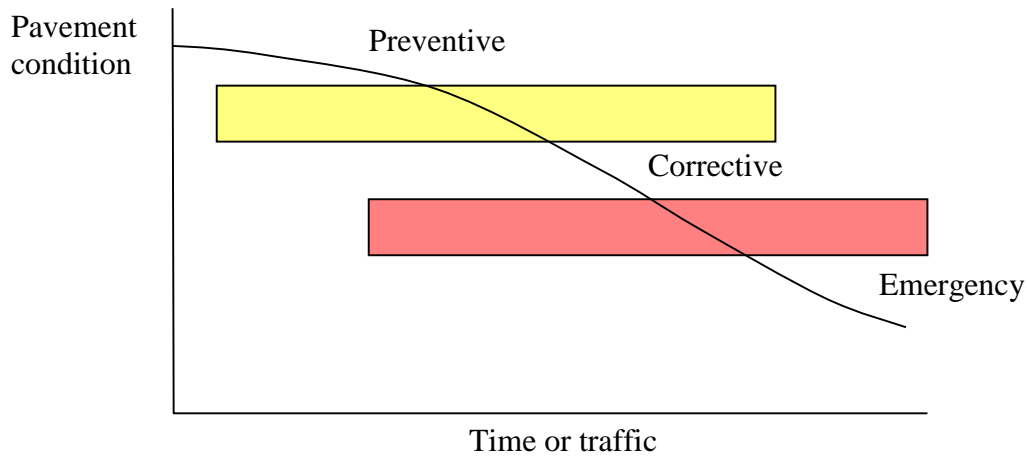 Pavement
condition
Preventive
Corrective
Emergency
Time or traffic